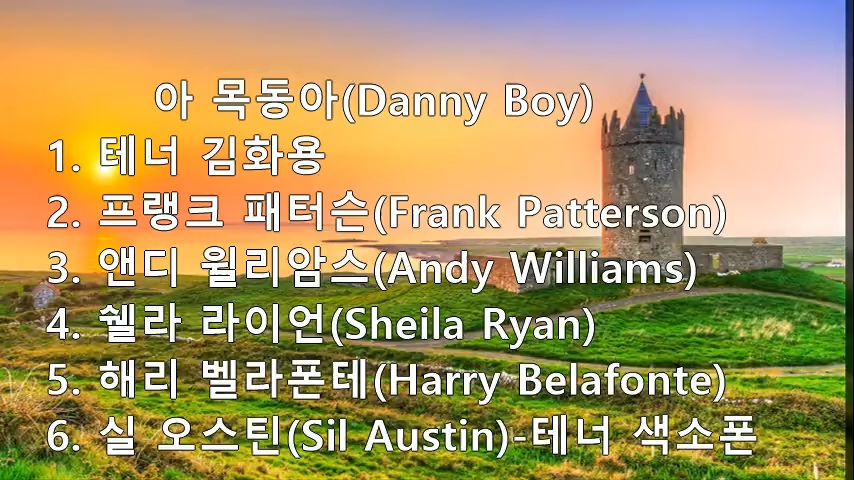 아 목동아(Danny Boy)
1. 테너 김화용
2. 프랭크 패터슨(Frank Patterson)
3. 앤디 윌리암스(Andy Williams)
4. 쉘라 라이언(Sheila Ryan)
5. 해리 벨라폰테(Harry Belafonte)
6. 실 오스틴(Sil Austin)-테너 색소폰